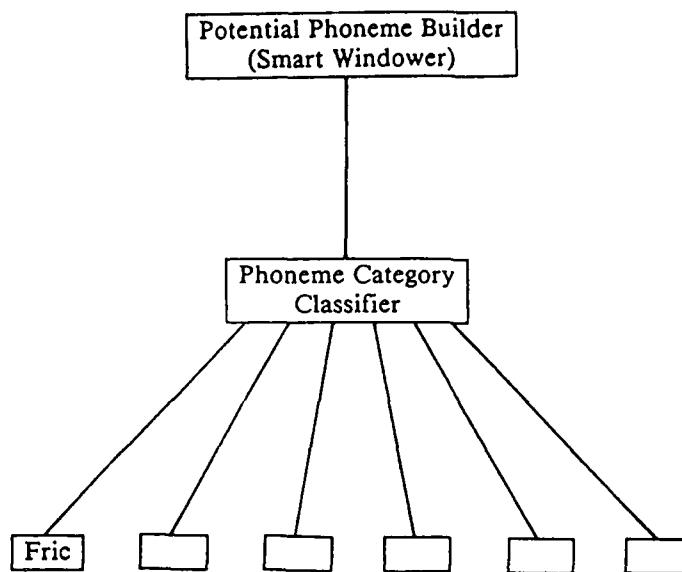 Potential Phoneme Builder
(Smart Windower)
Phoneme Category
Classifier
Fric